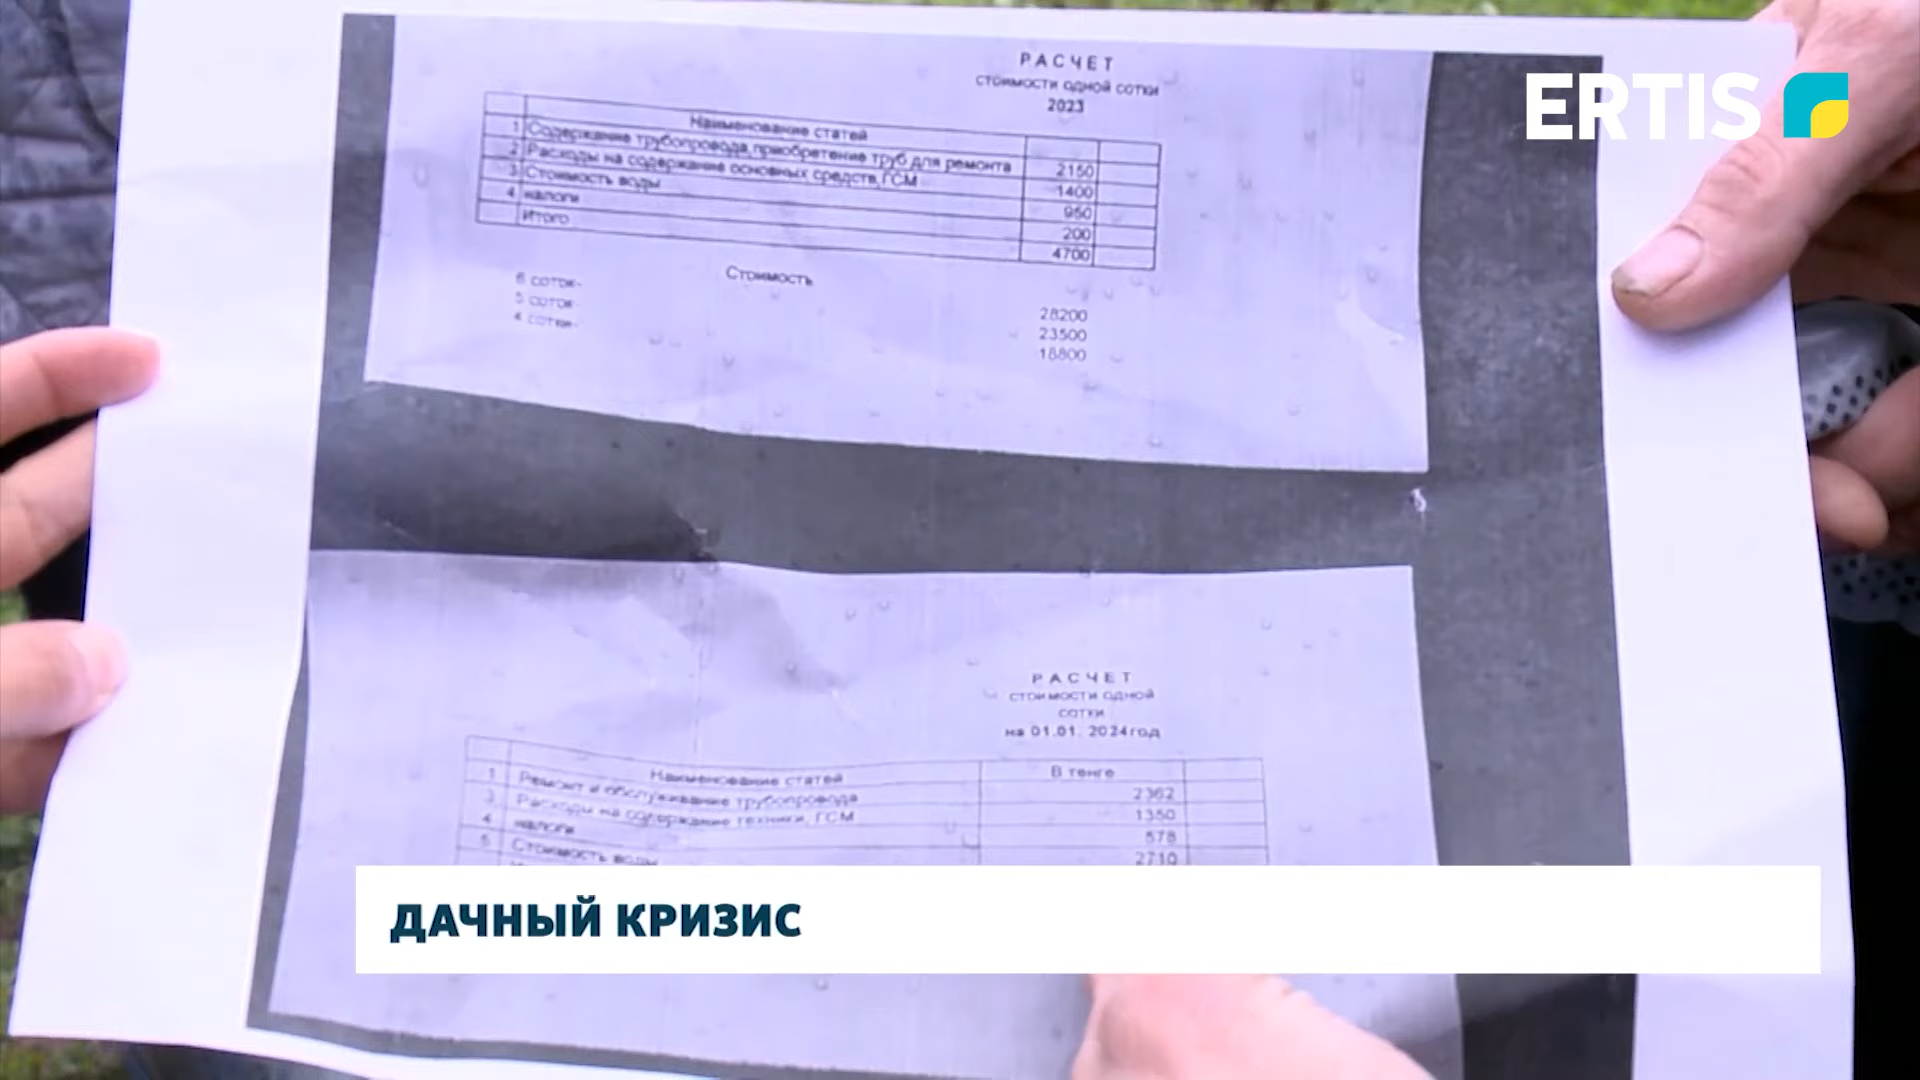 РАСЧЕТ
стоимости одной сотки
2023
Наименование статей
1 Содержание трубопровода, приобретение труб для ремонта 2150
2 Расходы на содержание основных средств, ГСМ 1400
3 Стоимость воды 950
4 налоги 200
Итого 4700
Стоимость
6 соток- 28200
5 соток 23500
4 сотки- 18800
ERTIS
РАСЧЕТ
стоимости одной
сотки
на 01.01. 2024год
Наименование статей В тенге
1 Ремонт и обслуживание трубопровода 2362
3 Расходы на содержание техники, ГСМ 1350
4 налоги 578
5 Стоимость воды 2710
ДАЧНЫЙ КРИЗИС